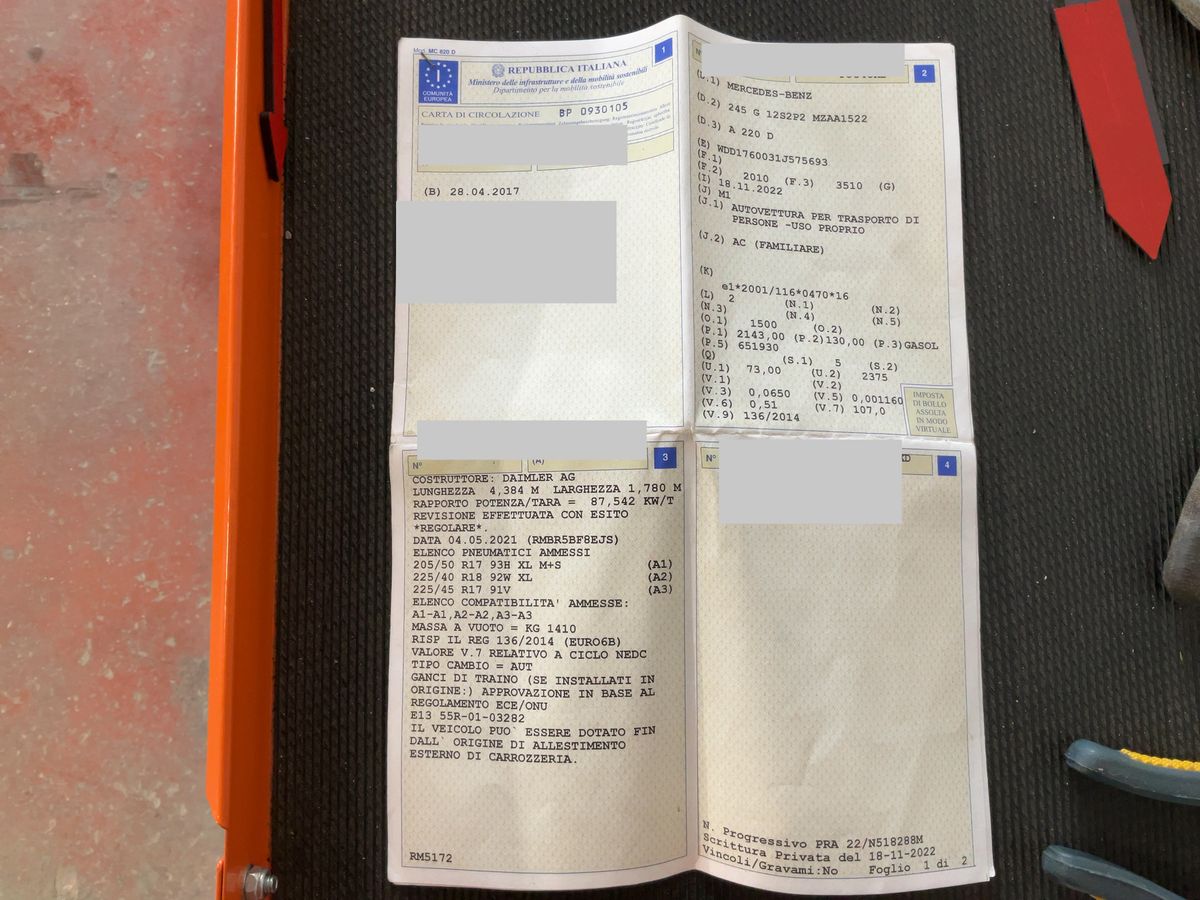 Mod. MC 820 D
1
COMUNITÀ
EUROPEA
REPUBBLICA ITALIANA
Ministero delle infrastrutture e della mobilità sostenibili
Dipartimento per la mobilità sostenibile
CARTA DI CIRCOLAZIONE BP 0930105
(B) 28.04.2017
2
(D.1) MERCEDES-BENZ
(D.2) 245 G 12S2P2 MZAA1522
(D.3) A 220 D
(E) WDD1760031J575693
(F.1)
(F.2) 2010 (F.3) 3510 (G)
(I) 18.11.2022
(J) M1
(J.1) AUTOVETTURA PER TRASPORTO DI
PERSONE -USO PROPRIO
(J.2) AC (FAMILIARE)
(K)
e1*2001/116*0470*16
(L) 2 (N.1) (N.2)
(N.3) (N.4) (N.5)
(O.1) 1500 (O.2)
(P.1) 2143,00 (P.2)130,00 (P.3)GASOL
(P.5) 651930
(Q) (S.1) 5 (S.2)
(U.1) 73,00 (U.2) 2375
(V.1) (V.2)
(V.3) 0,0650 (V.5) 0,001160
(V.6) 0,51 (V.7) 107,0
(V.9) 136/2014
IMPOSTA
DI BOLLO
ASSOLTA
IN MODO
VIRTUALE
N° (A) 3
COSTRUTTORE: DAIMLER AG
LUNGHEZZA 4,384 M LARGHEZZA 1,780 M
RAPPORTO POTENZA/TARA = 87,542 KW/T
REVISIONE EFFETTUATA CON ESITO
*REGOLARE*.
DATA 04.05.2021 (RMBR5BF8EJS)
ELENCO PNEUMATICI AMMESSI
205/50 R17 93H XL M+S (A1)
225/40 R18 92W XL (A2)
225/45 R17 91V (A3)
ELENCO COMPATIBILITA' AMMESSE:
A1-A1,A2-A2,A3-A3
MASSA A VUOTO = KG 1410
RISP IL REG 136/2014 (EURO6B)
VALORE V.7 RELATIVO A CICLO NEDC
TIPO CAMBIO = AUT
GANCI DI TRAINO (SE INSTALLATI IN
ORIGINE:) APPROVAZIONE IN BASE AL
REGOLAMENTO ECE/ONU
E13 55R-01-03282
IL VEICOLO PUO` ESSERE DOTATO FIN
DALL` ORIGINE DI ALLESTIMENTO
ESTERNO DI CARROZZERIA.
RM5172
N° 4
N. Progressivo PRA 22/N518288M
Scrittura Privata del 18-11-2022
Vincoli/Gravami:No Foglio 1 di 2